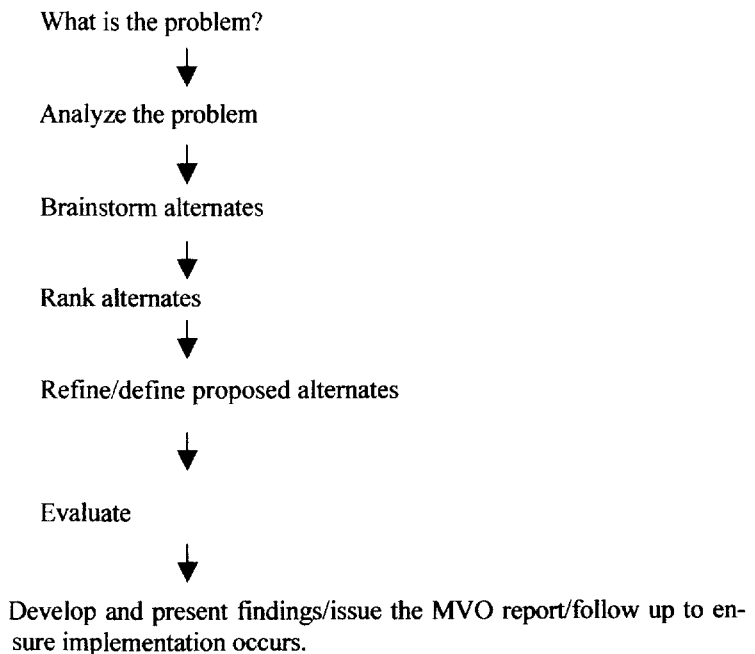 What is the problem?
Analyze the problem
Brainstorm alternates
Rank alternates
Refine/define proposed alternates
Evaluate
Develop and present findings/issue the MVO report/follow up to en-
sure implementation occurs.